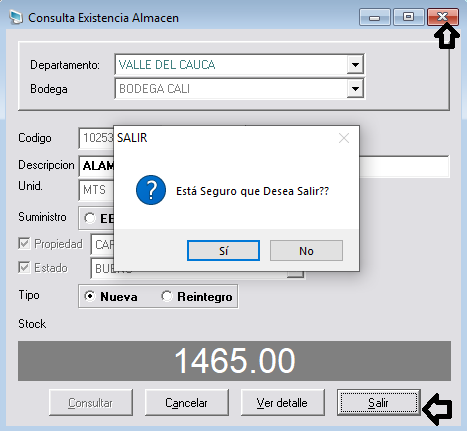 Consulta Existencia Almacen
Departamento: VALLE DEL CAUCA
Bodega BODEGA CALI
Codigo 10253
SALIR
Descripcion ALAM
Unid. MTS
Está Seguro que Desea Salir??
Suministro EE
Sí No
Propiedad CAR
Estado BUENO
Tipo Nueva Reintegro
Stock
1465.00
Consultar Cancelar Ver detalle Salir